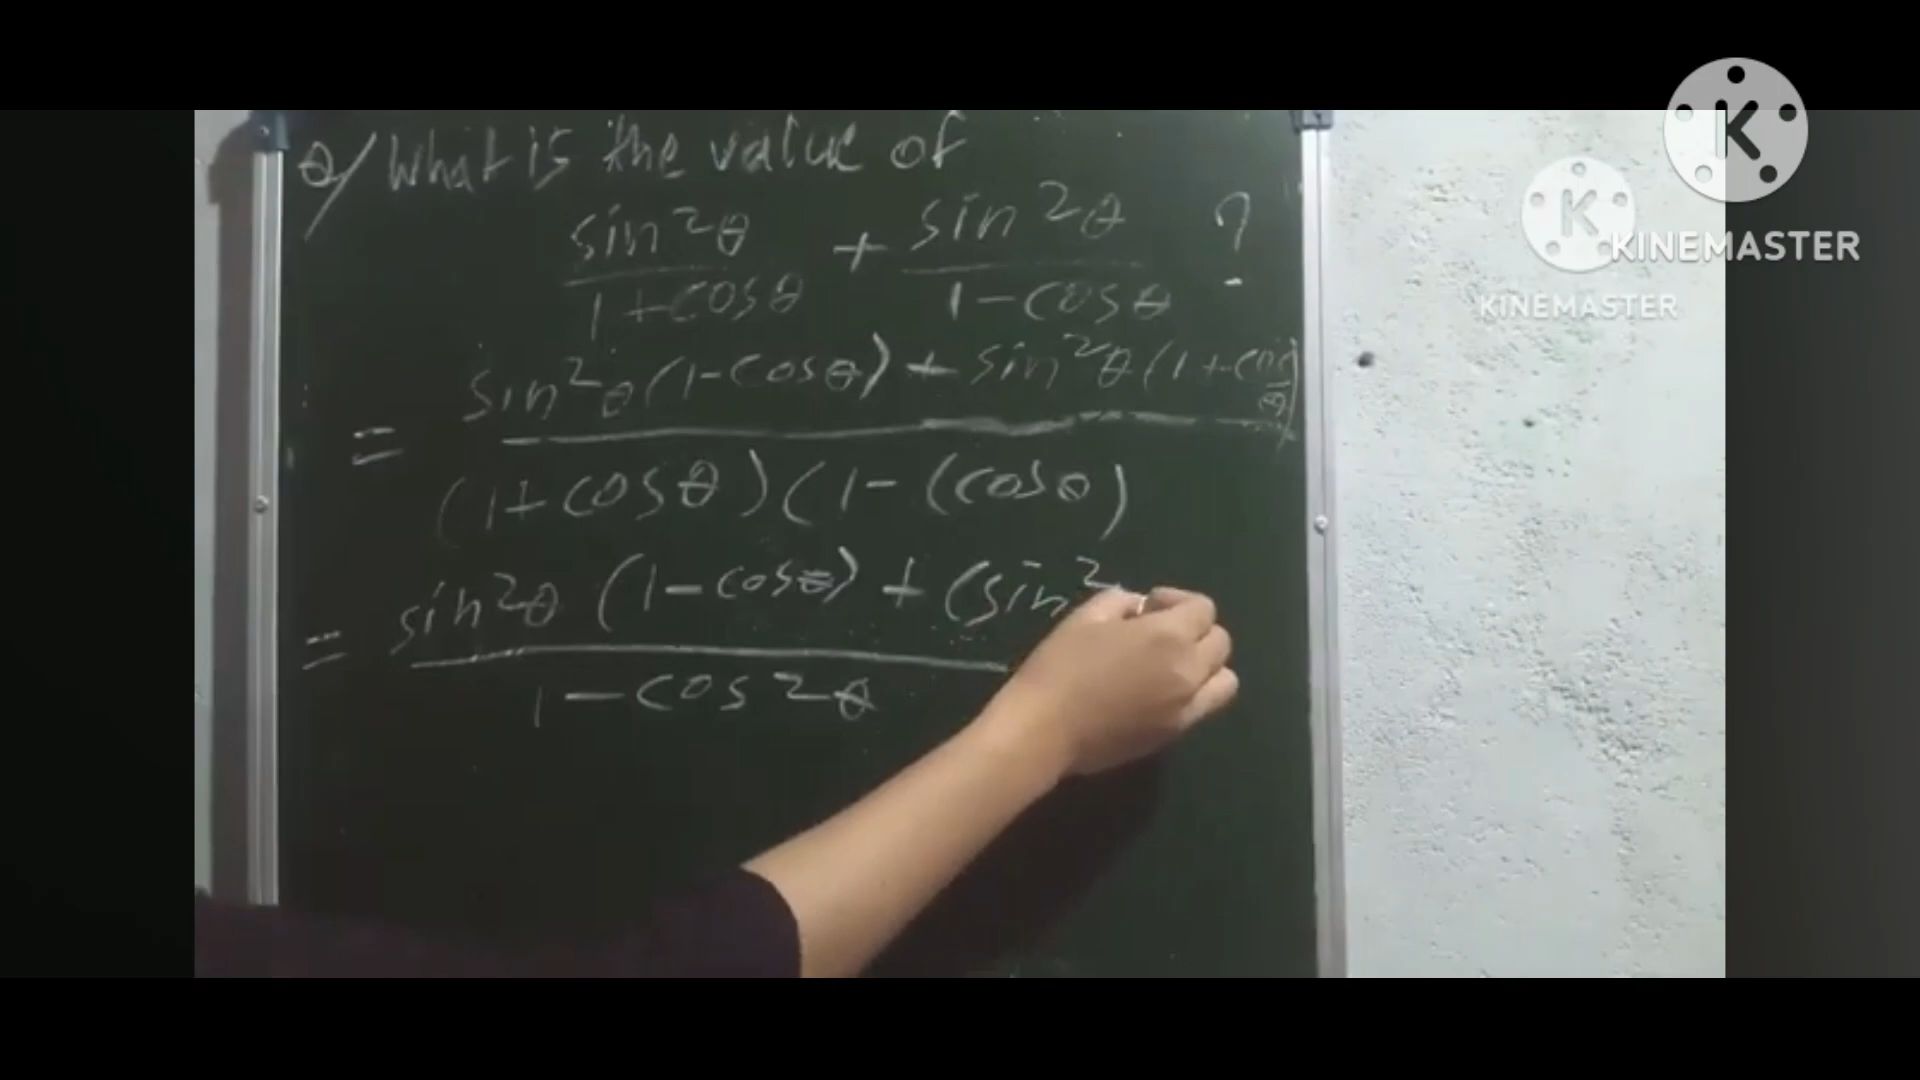 Q/ What is the value of
sin²θ/1+cosθ + sin²θ/1-cosθ ?
= sin²θ(1-cosθ) + sin²θ(1+cosθ)/(1+cosθ)(1-(cosθ)
= sin²θ (1-cosθ) + (sin²/1-cos²θ
KINEMASTER
KINEMASTER